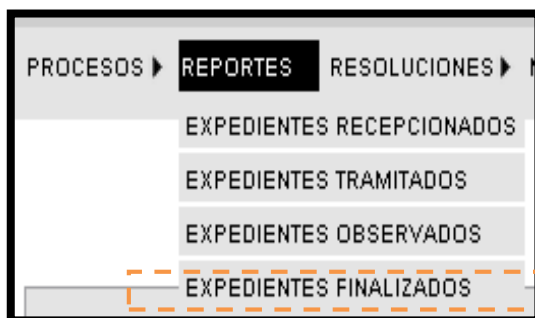 PROCESOS REPORTES RESOLUCIONES
EXPEDIENTES RECEPCIONADOS
EXPEDIENTES TRAMITADOS
EXPEDIENTES OBSERVADOS
EXPEDIENTES FINALIZADOS